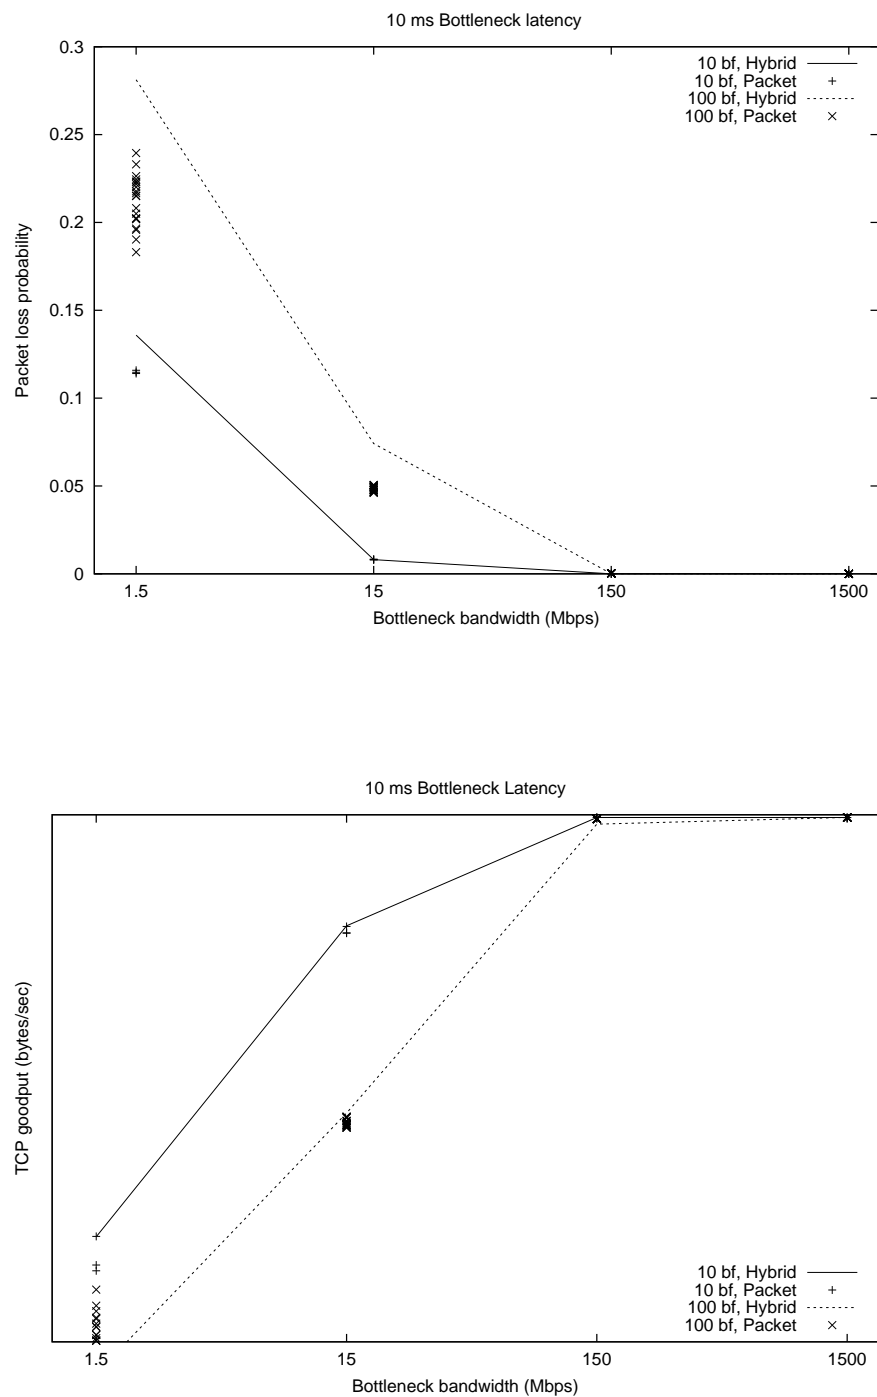 10 ms Bottleneck latency
0.3
0.25
0.2
0.15
0.1
0.05
0
Packet loss probability
10 bf, Hybrid
10 bf, Packet
100 bf, Hybrid
100 bf, Packet
1.5 15 150 1500
Bottleneck bandwidth (Mbps)
10 ms Bottleneck Latency
TCP goodput (bytes/sec)
10 bf, Hybrid
10 bf, Packet
100 bf, Hybrid
100 bf, Packet
1.5 15 150 1500
Bottleneck bandwidth (Mbps)